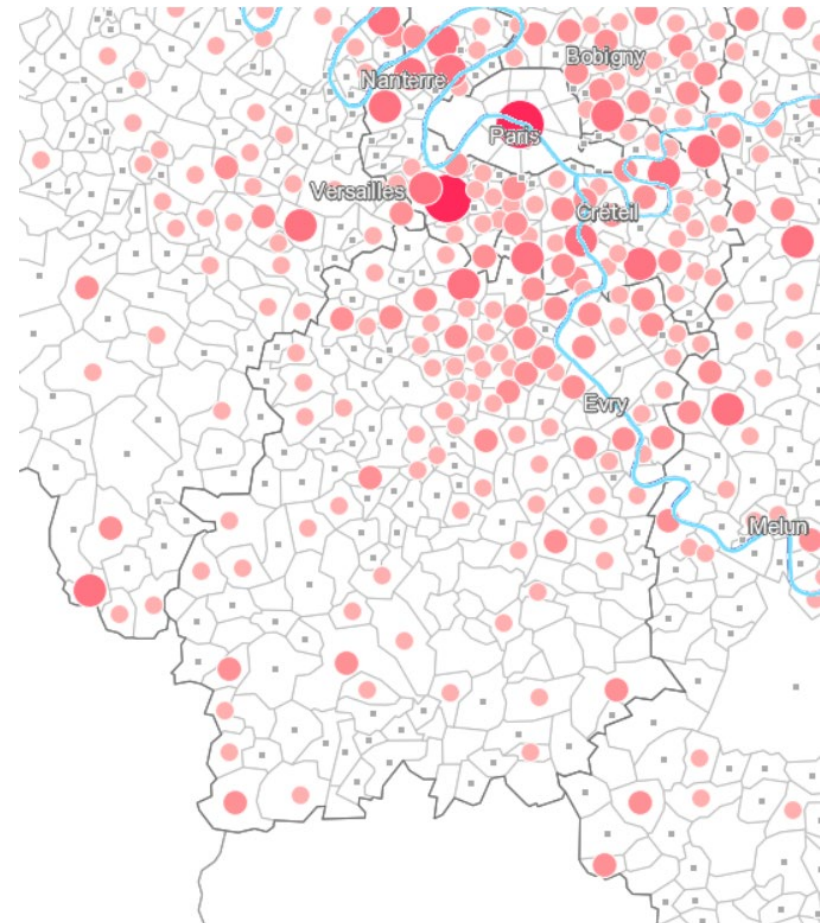 Bobigny
Nanterre
Paris
Versailles
Créteil
Evry
Melun